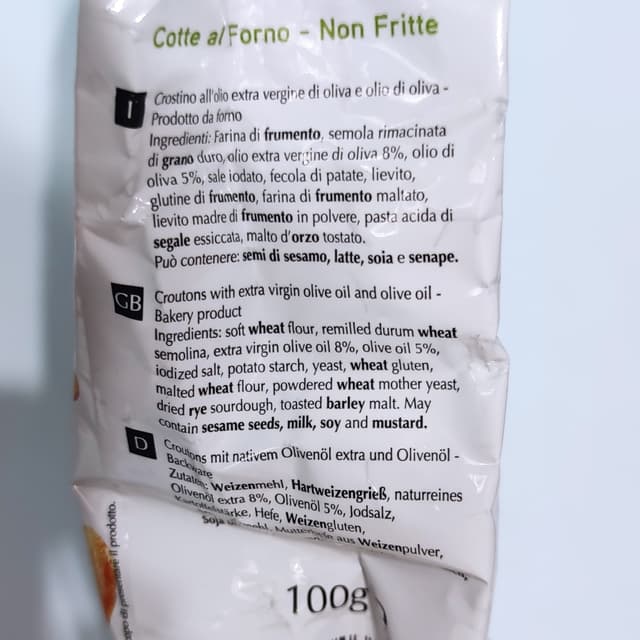 Cotte al Forno - Non Fritte
I
Crostino all'olio extra vergine di oliva e olio di oliva -
Prodotto da forno
Ingredienti: Farina di frumento, semola rimacinata
di grano duro, olio extra vergine di oliva 8%, olio di
oliva 5%, sale iodato, fecola di patate, lievito,
glutine di frumento, farina di frumento maltato,
lievito madre di frumento in polvere, pasta acida di
segale essiccata, malto d'orzo tostato.
Può contenere: semi di sesamo, latte, soia e senape.
GB
Croutons with extra virgin olive oil and olive oil -
Bakery product
Ingredients: soft wheat flour, remilled durum wheat
semolina, extra virgin olive oil 8%, olive oil 5%,
iodized salt, potato starch, yeast, wheat gluten,
malted wheat flour, powdered wheat mother yeast,
dried rye sourdough, toasted barley malt. May
contain sesame seeds, milk, soy and mustard.
D
Croutons mit nativem Olivenöl extra und Olivenöl -
Backware
Zutaten: Weizenmehl, Hartweizengrieß, naturreines
Olivenöl extra 8%, Olivenöl 5%, Jodsalz,
Kartoffelstärke, Hefe, Weizengluten,
aus Weizenpulver,
Soja
100g
il prodotto.